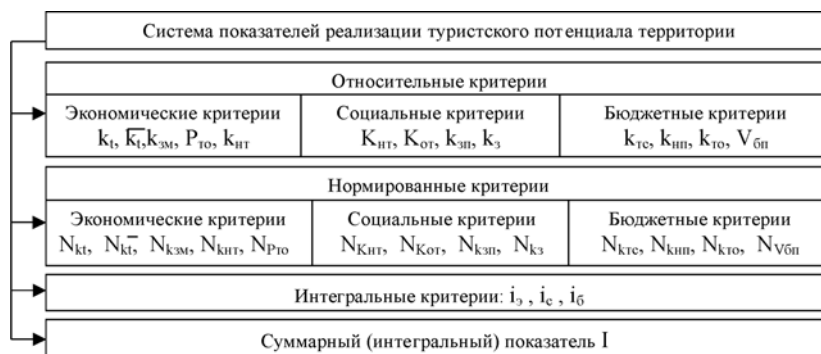 Система показателей реализации туристского потенциала территории
Относительные критерии
Экономические критерии
kt, k̅t, kзм, Pто, kнт
Социальные критерии
Kнт, Kот, kзп, kз
Бюджетные критерии
kтс, kнп, kто, Vбп
Нормированные критерии
Экономические критерии
Nkt, Nk̅t̅, Nkзм, Nkнт, NPто
Социальные критерии
NKнт, NKот, Nkзп, Nkз
Бюджетные критерии
Nkтс, Nkнп, Nkто, NVбп
Интегральные критерии: iэ , ic , iб
Суммарный (интегральный) показатель I